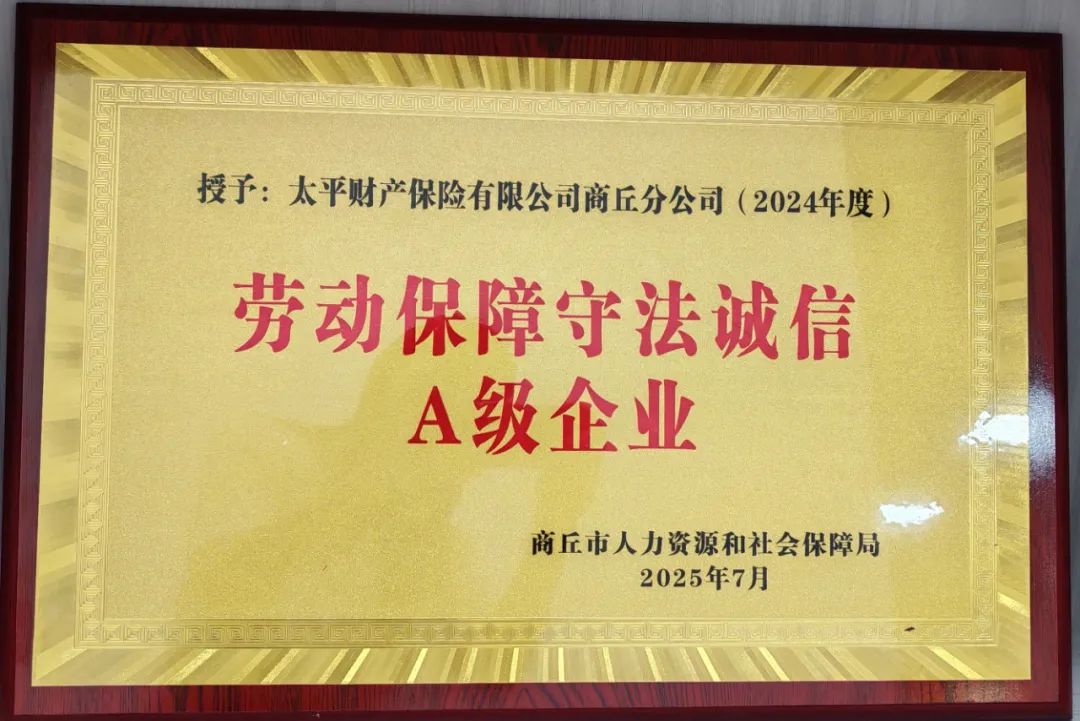 授予：太平财产保险有限公司商丘分公司（2024年度）
劳动保障守法诚信
A级企业
商丘市人力资源和社会保障局
2025年7月